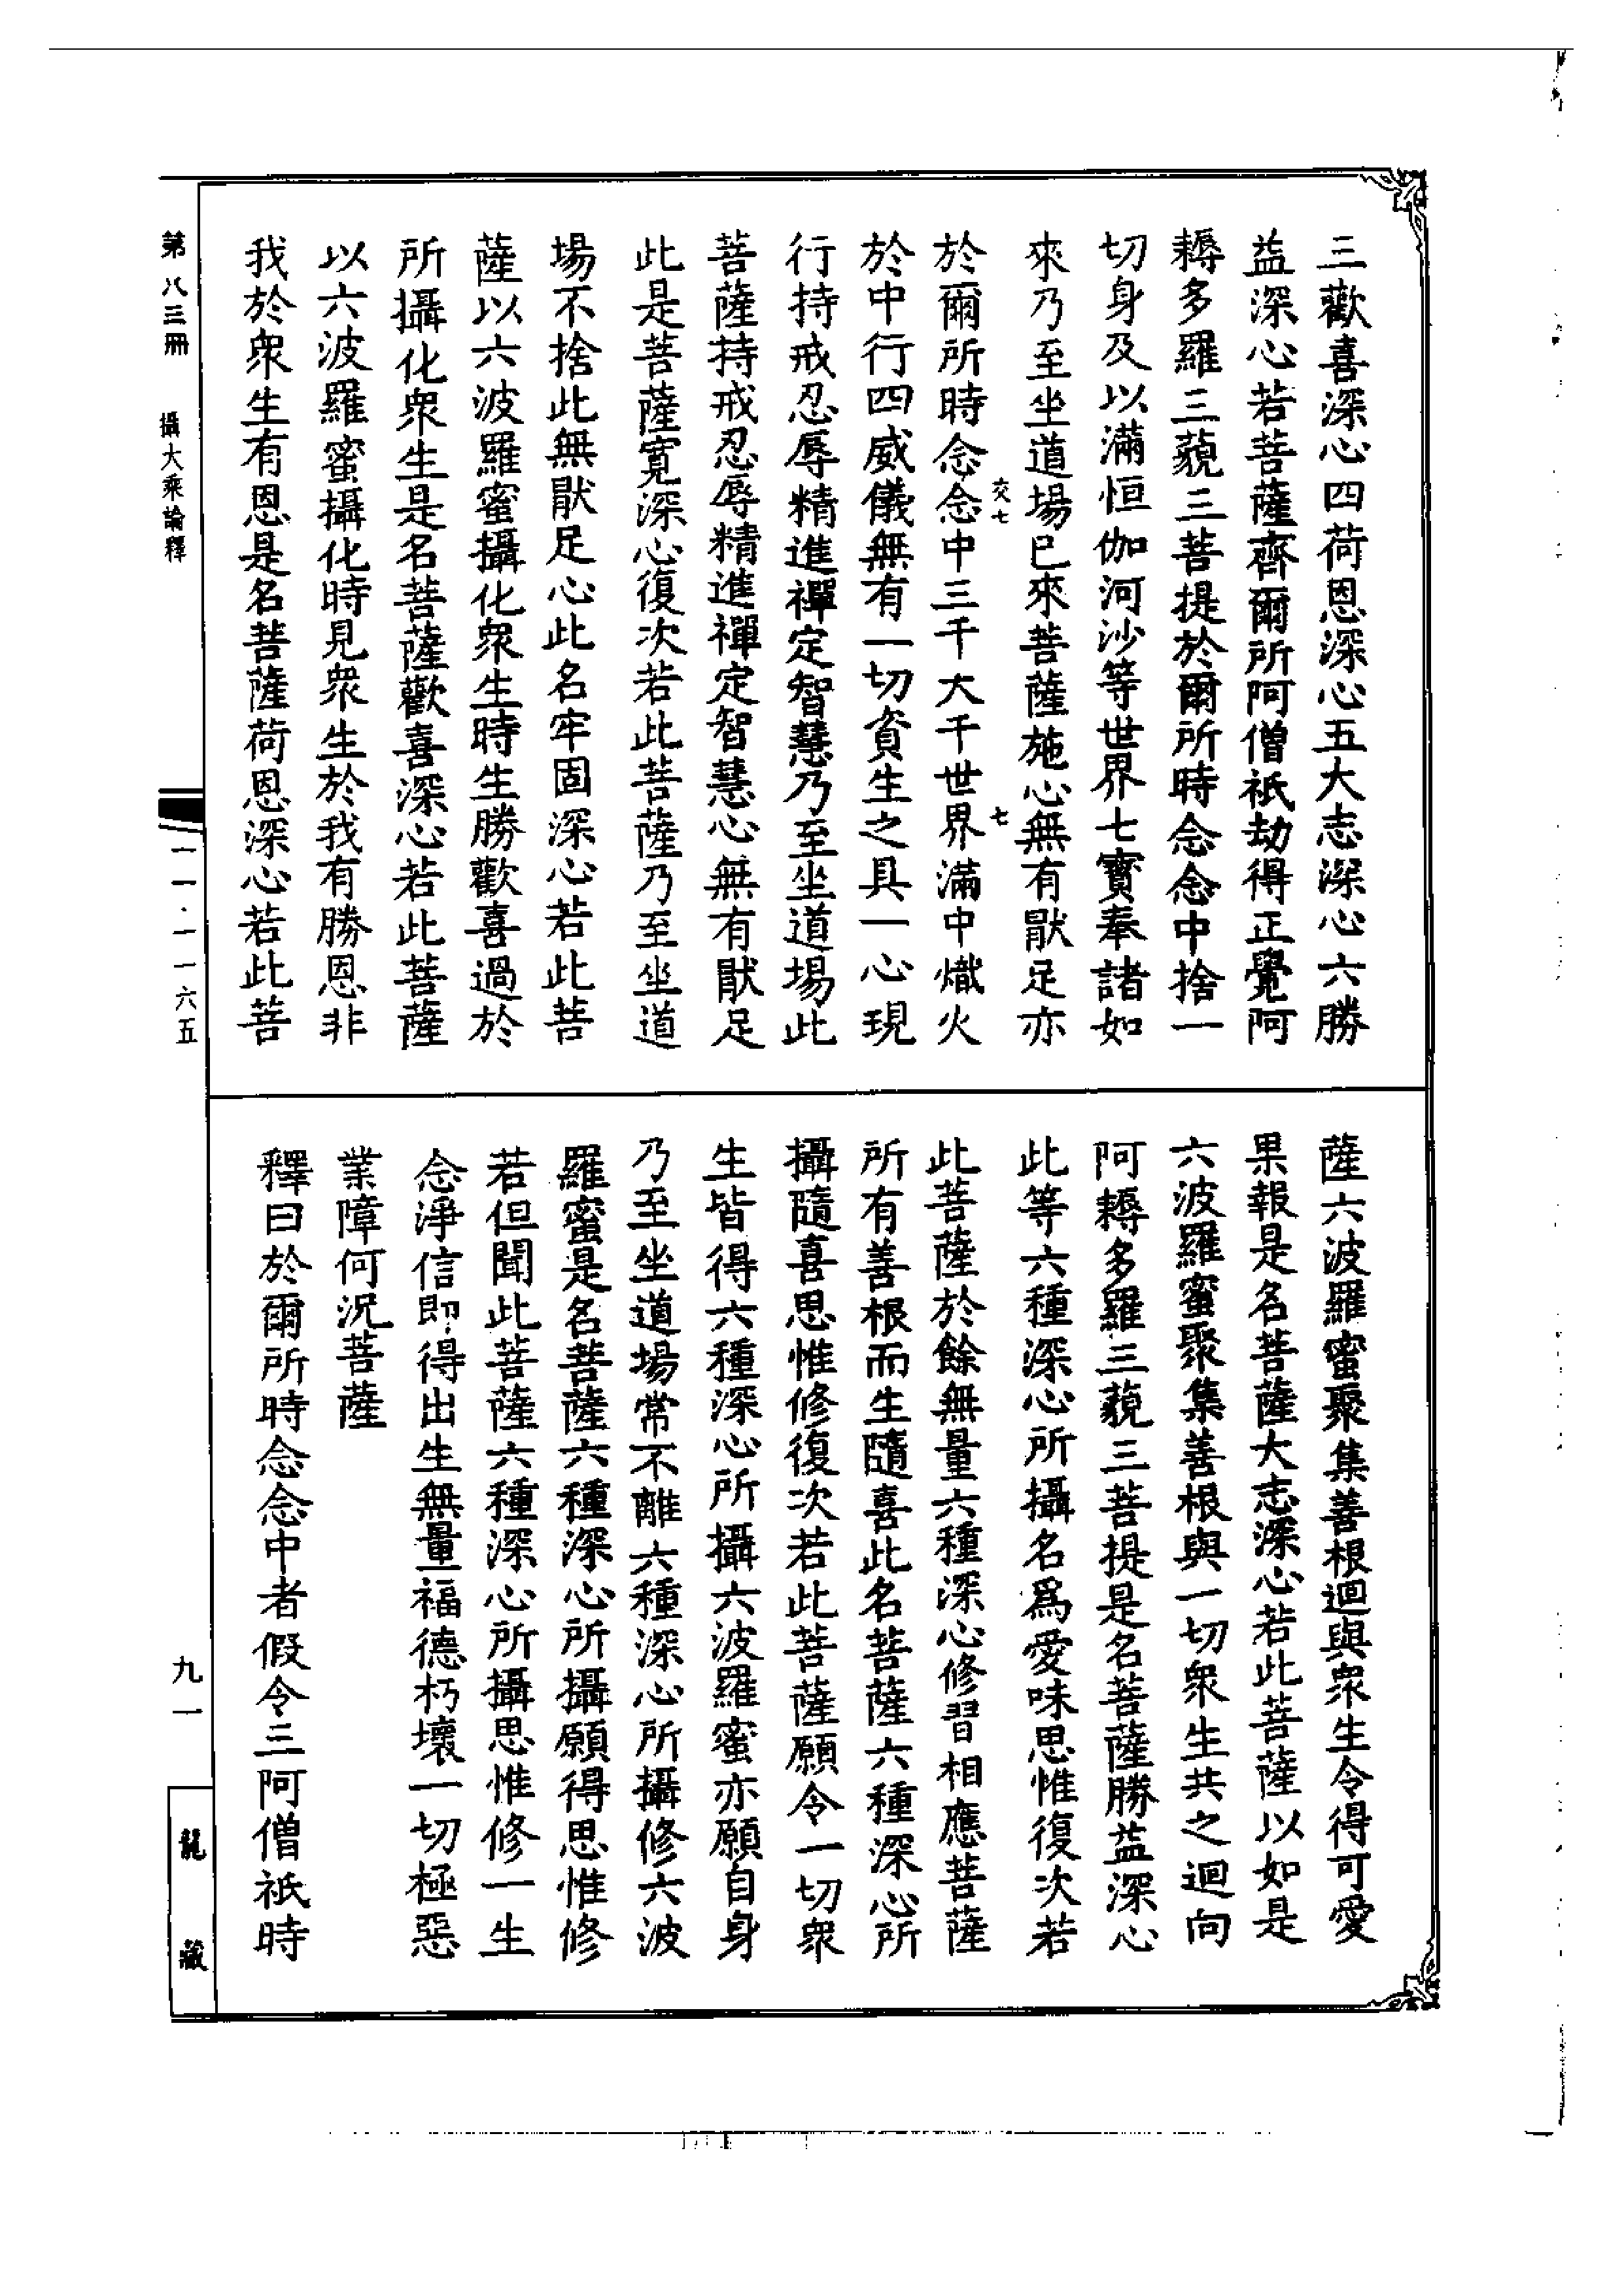 三歡喜深心四荷恩深心五大志深心六勝
益深心若菩薩齊爾所阿僧祇劫得正覺阿
耨多羅三藐三菩提於爾所時念念中捨一
切身及以滿恒伽河沙等世界七寶奉諸如
來乃至坐道場已來菩薩施心無有猒足亦
交七
七
於爾所時念念中三千大千世界滿中熾火
於中行四威儀無有一切資生之具一心現
行持戒忍辱精進禪定智慧乃至坐道場此
菩薩持戒忍辱精進禪定智慧心無有猒足
此是菩薩寬深心復次若此菩薩乃至坐道
場不捨此無猒足心此名牢固深心若此菩
薩以六波羅蜜攝化衆生時生勝歡喜過於
所攝化衆生是名菩薩歡喜深心若此菩薩
以六波羅蜜攝化時見衆生於我有勝恩非
我於衆生有恩是名菩薩荷恩深心若此菩
薩六波羅蜜聚集善根迴與衆生令得可愛
果報是名菩薩大志深心若此菩薩以如是
六波羅蜜聚集善根與一切衆生共之迴向
阿耨多羅三藐三菩提是名菩薩勝益深心
此等六種深心所攝名爲愛味思惟復次若
此菩薩於餘無量六種深心修習相應菩薩
所有善根而生隨喜此名菩薩六種深心所
攝隨喜思惟修復次若此菩薩願令一切衆
生皆得六種深心所攝六波羅蜜亦願自身
乃至坐道場常不離六種深心所攝修六波
羅蜜是名菩薩六種深心所攝願得思惟修
若但聞此菩薩六種深心所攝思惟修一生
念淨信即得出生無量福德朽壞一切極惡
業障何況菩薩
釋曰於爾所時念念中者假令三阿僧祇時
第八三冊
攝大乘論釋
一一·一一六五
九一
龍藏